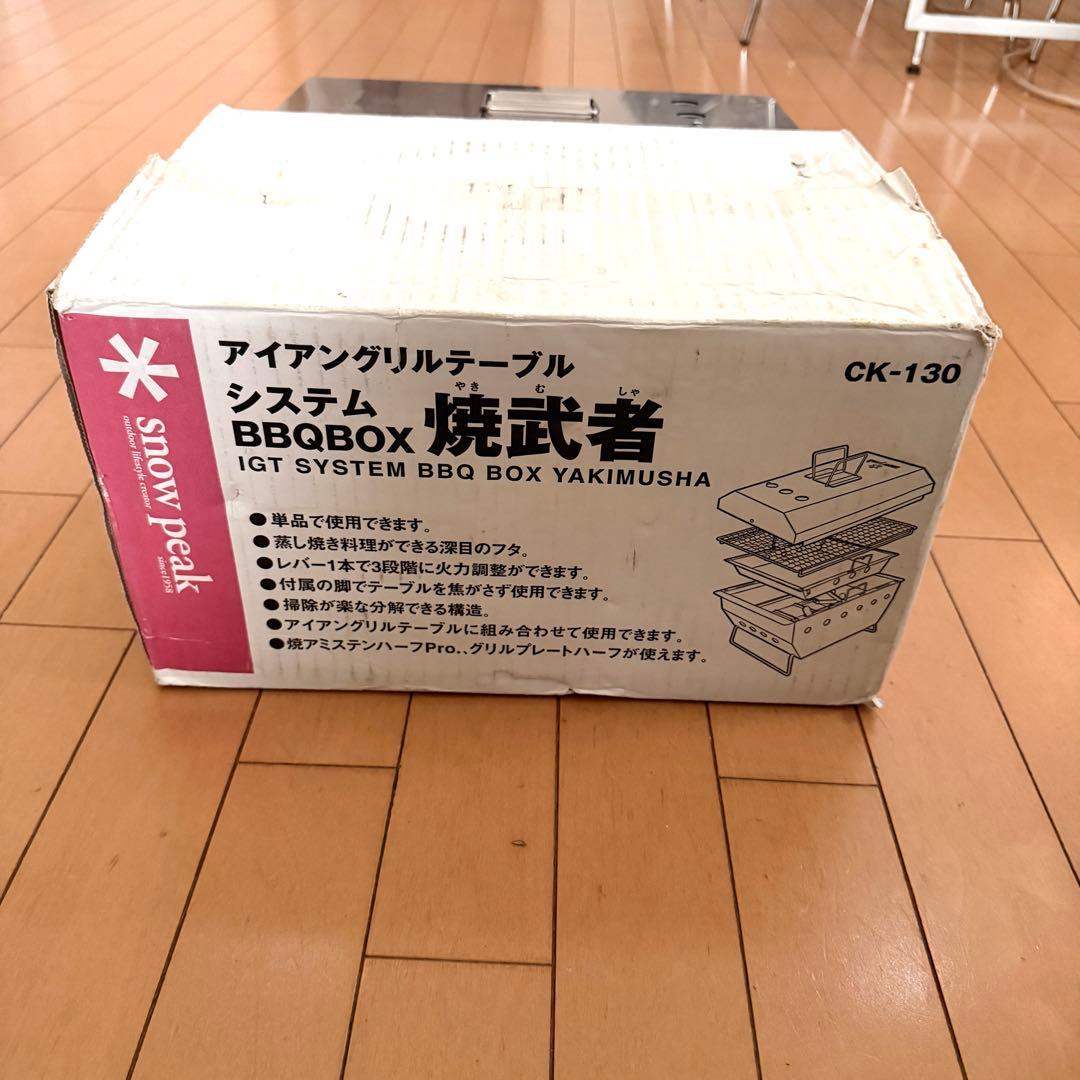 snow peak
outdoor lifestyle creator
since1958
アイアングリルテーブル
CK-130
システム
やき む しゃ
BBQBOX 焼武者
IGT SYSTEM BBQ BOX YAKIMUSHA
●単品で使用できます。
●蒸し焼き料理ができる深目のフタ。
●レバー1本で3段階に火力調整ができます。
●付属の脚でテーブルを焦がさず使用できます。
●掃除が楽な分解できる構造。
●アイアングリルテーブルに組み合わせて使用できます。
●焼アミステンハーフPro.、グリルプレートハーフが使えます。